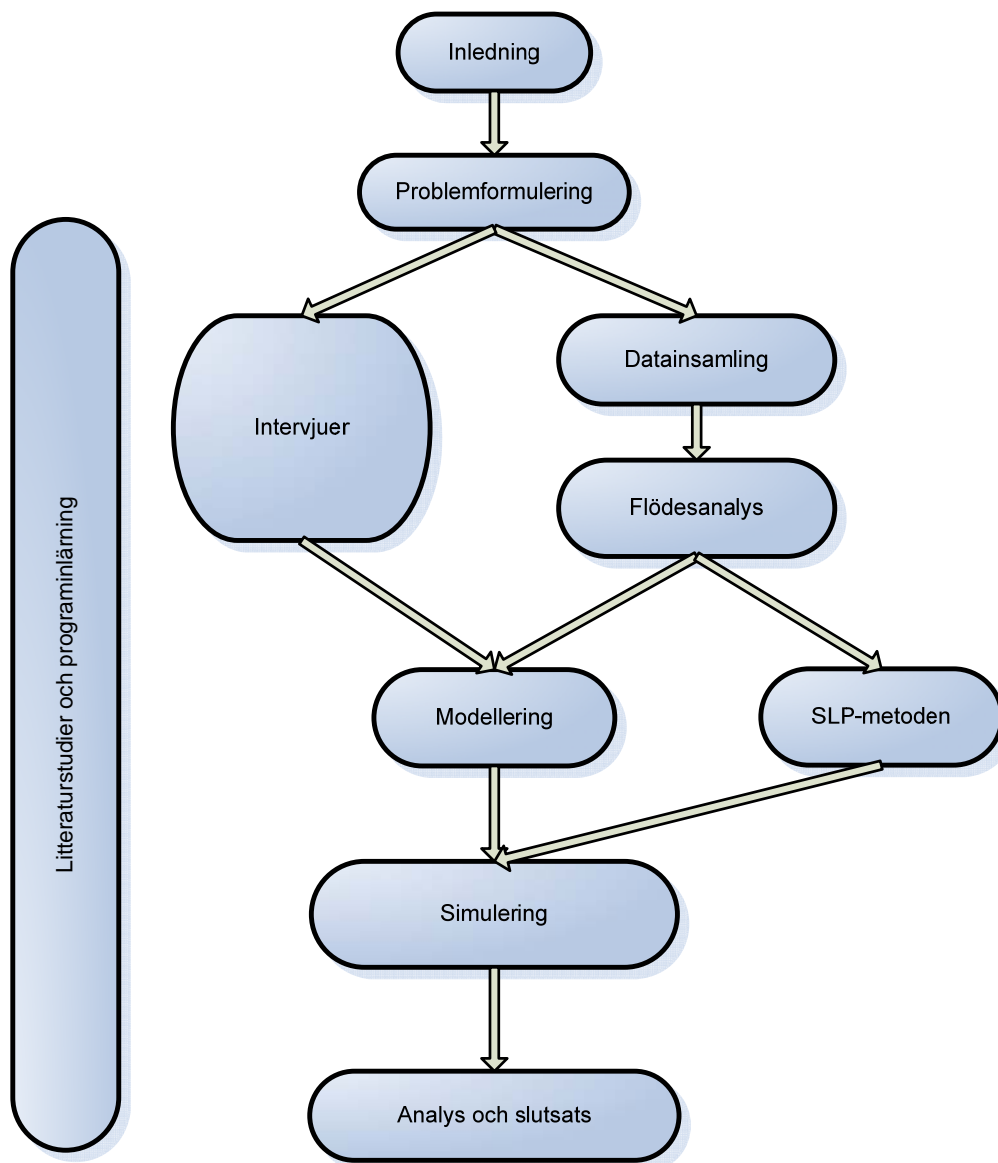 Inledning
Problemformulering
Intervjuer
Datainsamling
Flödesanalys
Litteraturstudier och programinlärning
Modellering
SLP-metoden
Simulering
Analys och slutsats